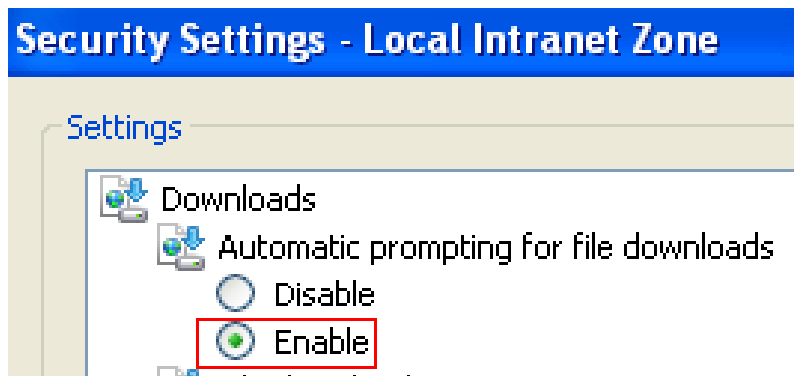 Security Settings - Local Intranet Zone
Settings
Downloads
Automatic prompting for file downloads
Disable
Enable